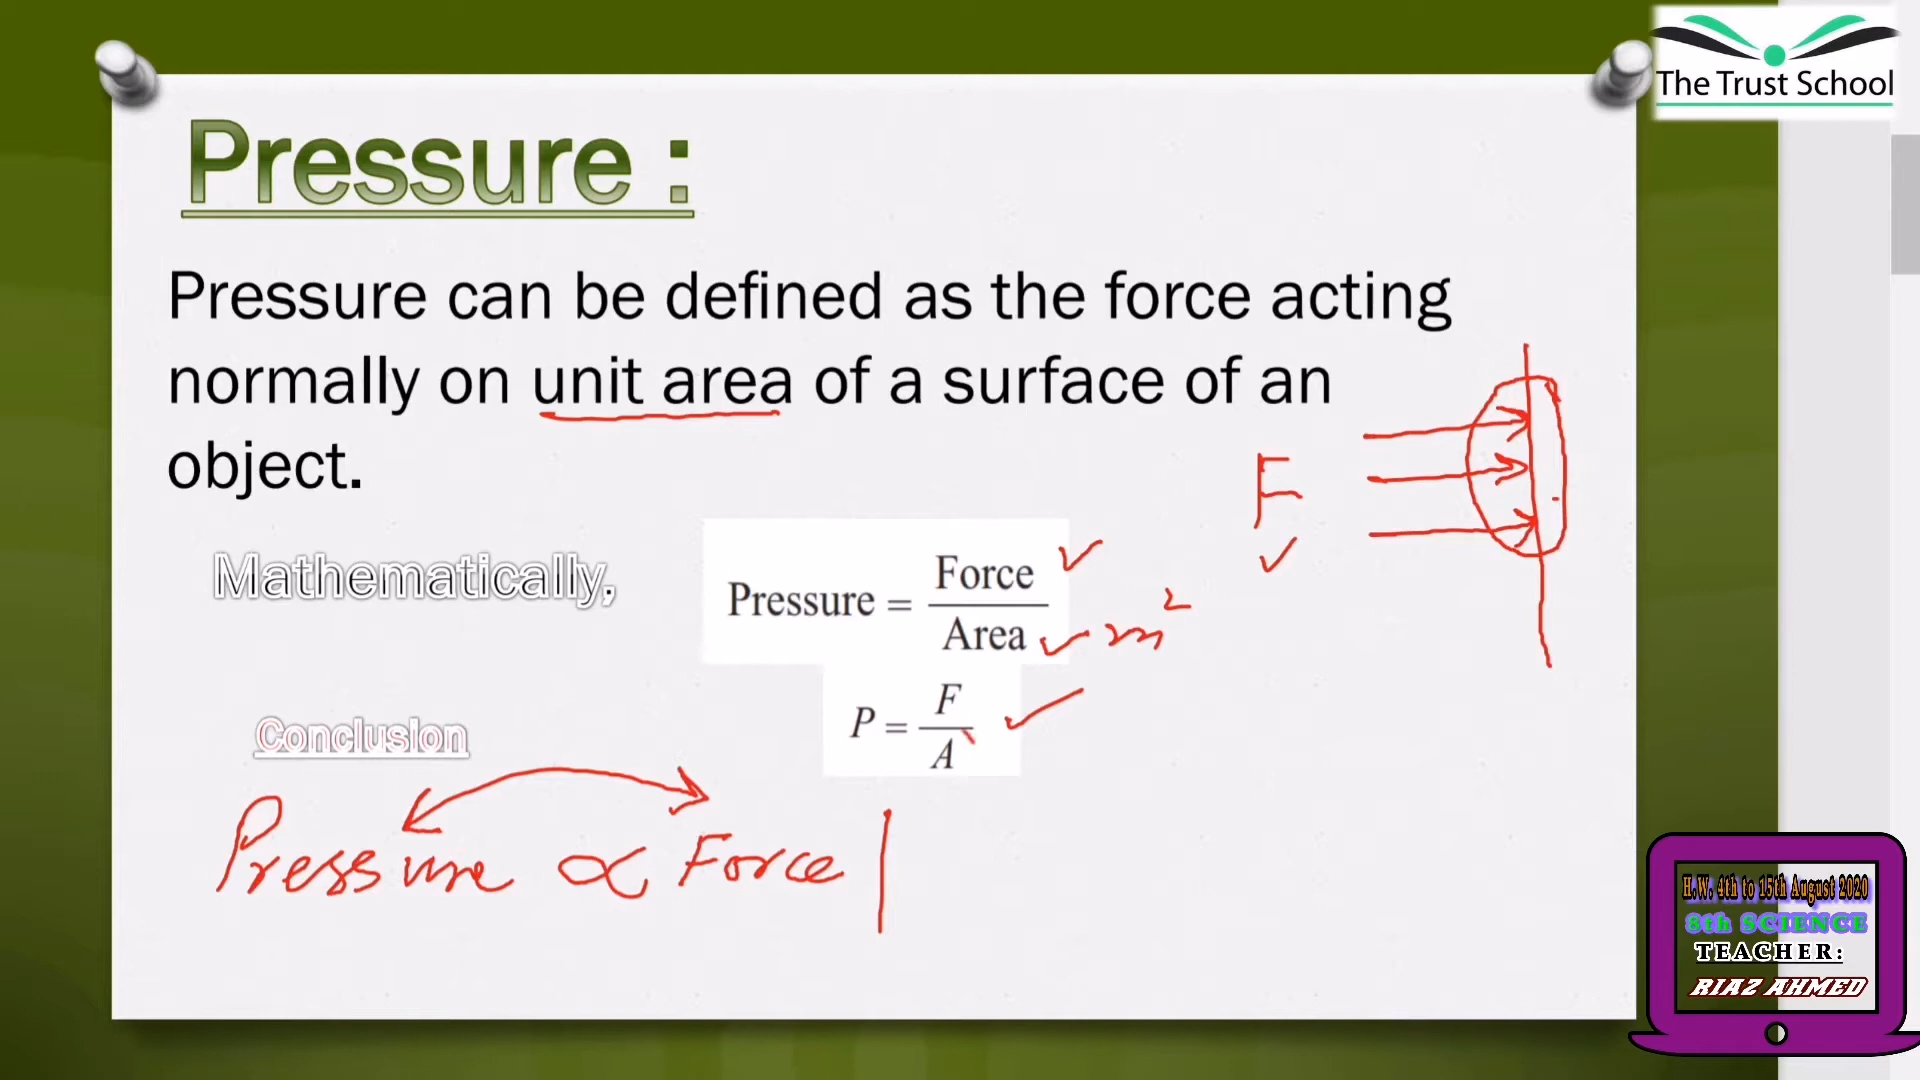 The Trust School
Pressure :
Pressure can be defined as the force acting
normally on unit area of a surface of an
object.
F
Mathematically,
Pressure = Force / Area
m²
P = F / A
Conclusion
Pressure ∝ Force
H.W. 4th to 15th August 2020
8th SCIENCE
TEACHER:
RIAZ AHMED